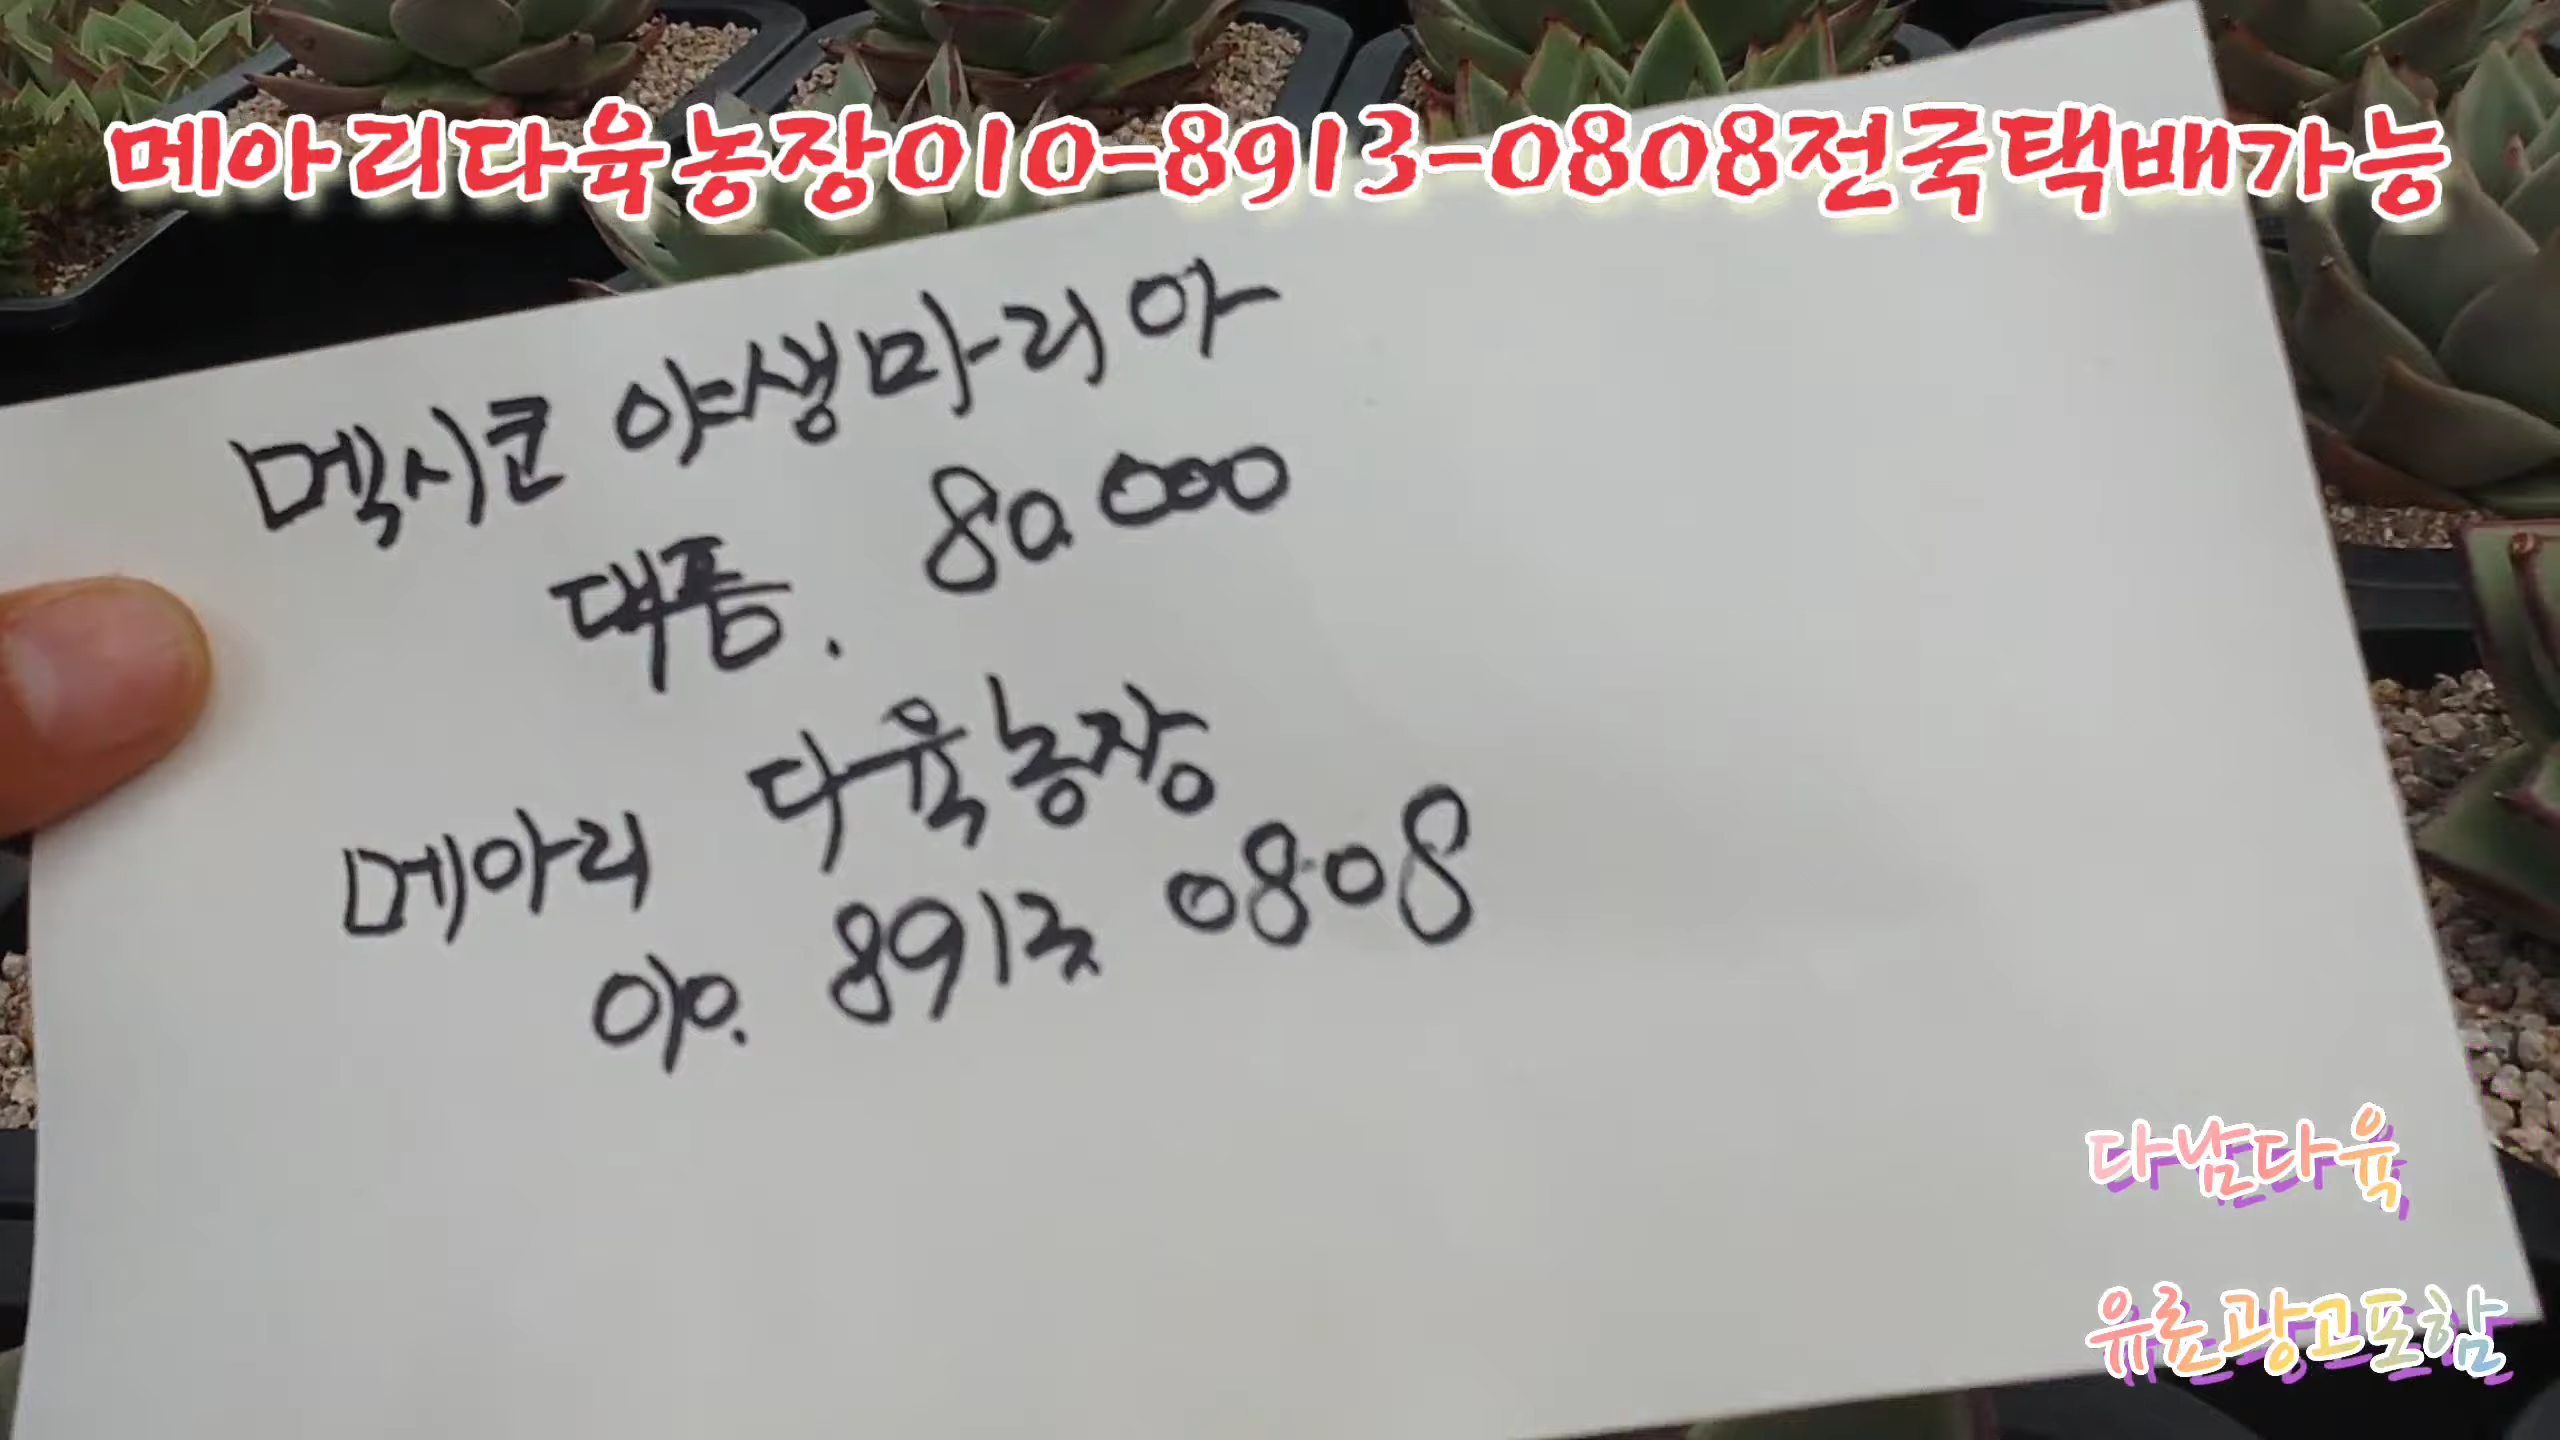 메아리다육농장010-8913-0808전국택배가능
멕시코 야생마리아
대품. 80.000
메아리 다육농장
010. 8913 0808
다남다육
유료광고포함